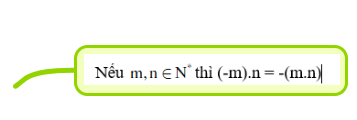 Nếu m,n ∈ N* thì (-m).n = -(m.n)